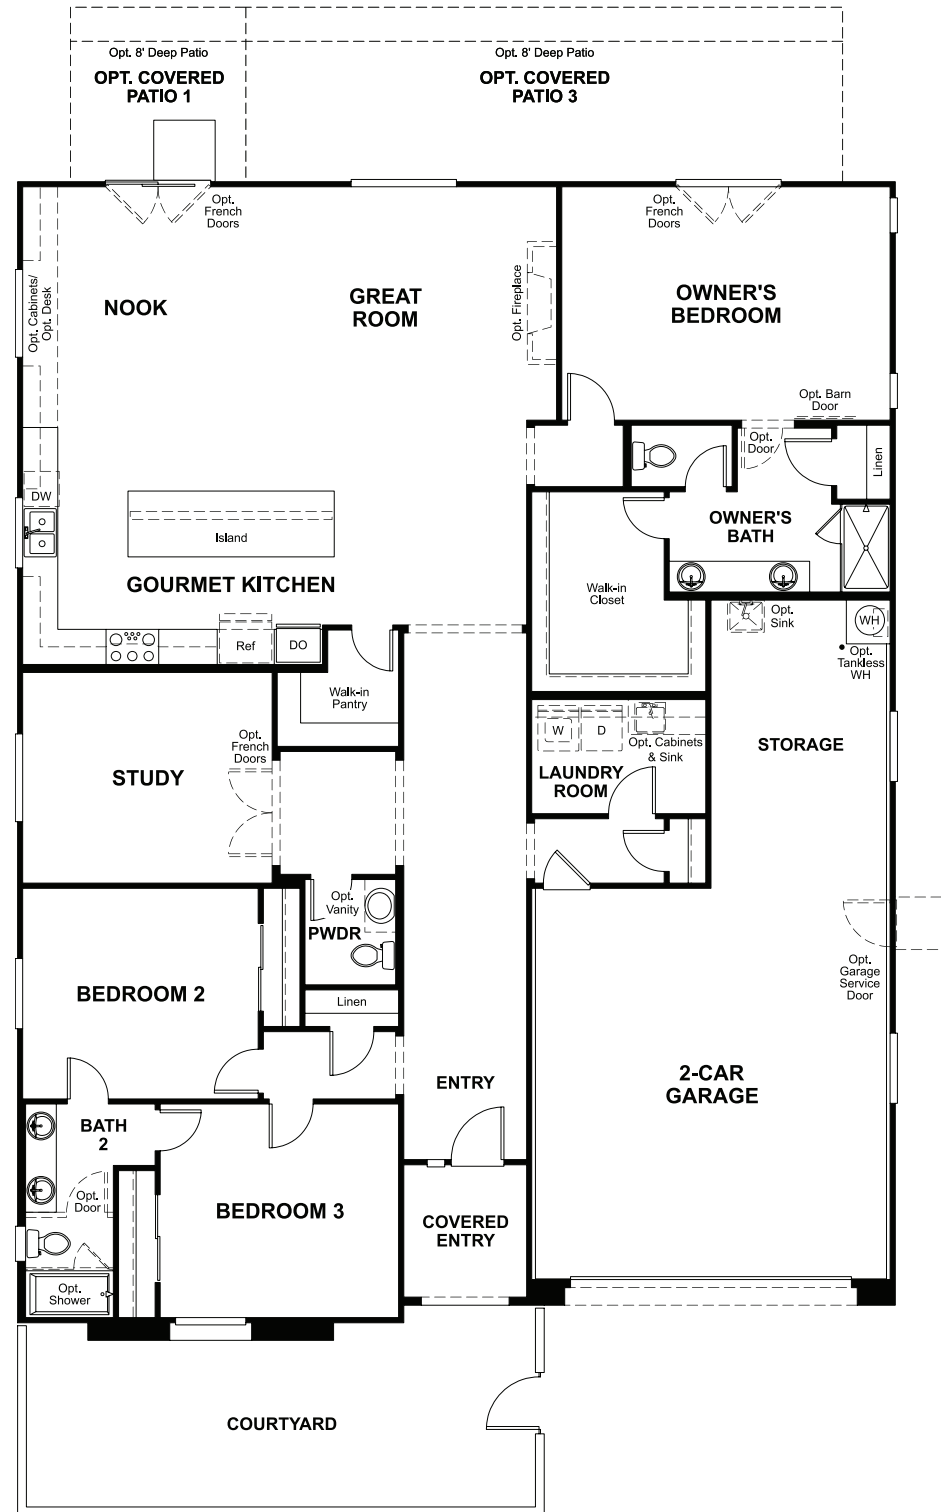 Opt. 8' Deep Patio
OPT. COVERED
PATIO 1
Opt. 8' Deep Patio
OPT. COVERED
PATIO 3
Opt.
French
Doors
Opt.
French
Doors
Opt. Cabinets/
Opt. Desk
NOOK
GREAT
ROOM
Opt. Fireplace
OWNER'S
BEDROOM
Opt. Barn
Door
Opt.
Door
Linen
DW
Island
GOURMET KITCHEN
OWNER'S
BATH
Walk-in
Closet
Ref
DO
Opt.
Sink
WH
Opt.
Tankless
WH
Walk-in
Pantry
Opt.
French
Doors
STUDY
W
D
Opt. Cabinets
& Sink
LAUNDRY
ROOM
STORAGE
Opt.
Vanity
PWDR
Linen
BEDROOM 2
Opt.
Garage
Service
Door
ENTRY
2-CAR
GARAGE
BATH
2
Opt.
Door
BEDROOM 3
COVERED
ENTRY
Opt.
Shower
COURTYARD